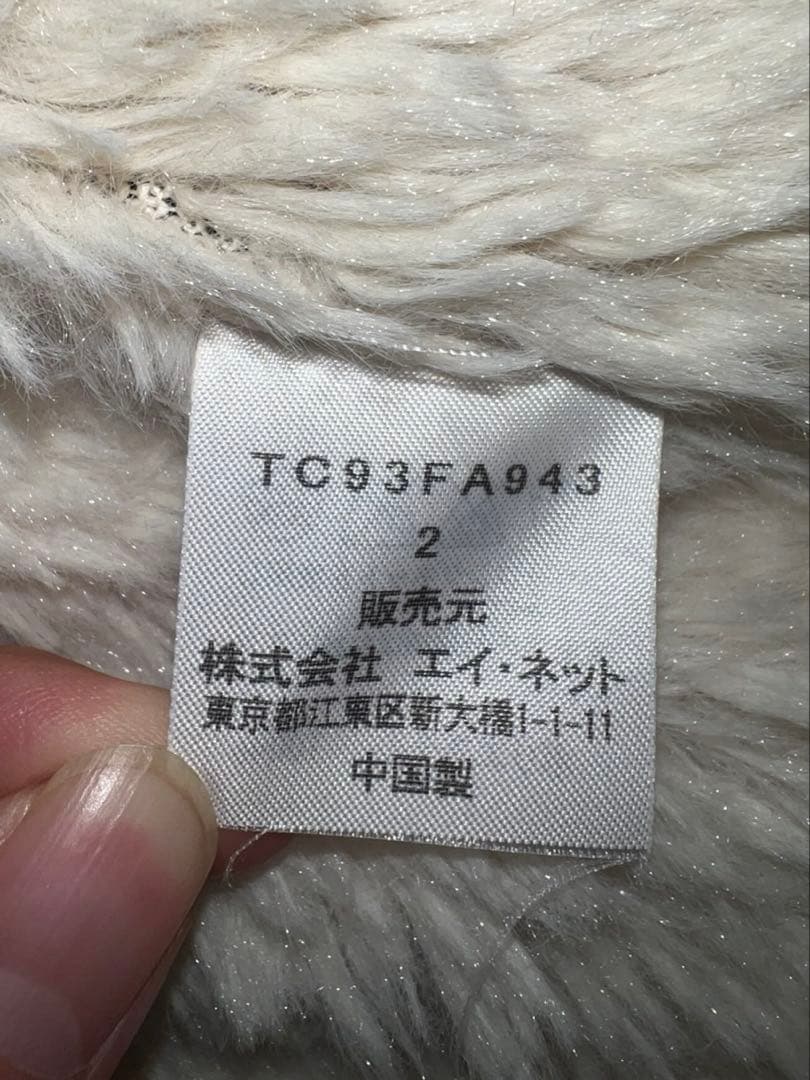 TC93FA943
2
販売元
株式会社 エイ・ネット
東京都江東区新大橋1-1-11
中国製